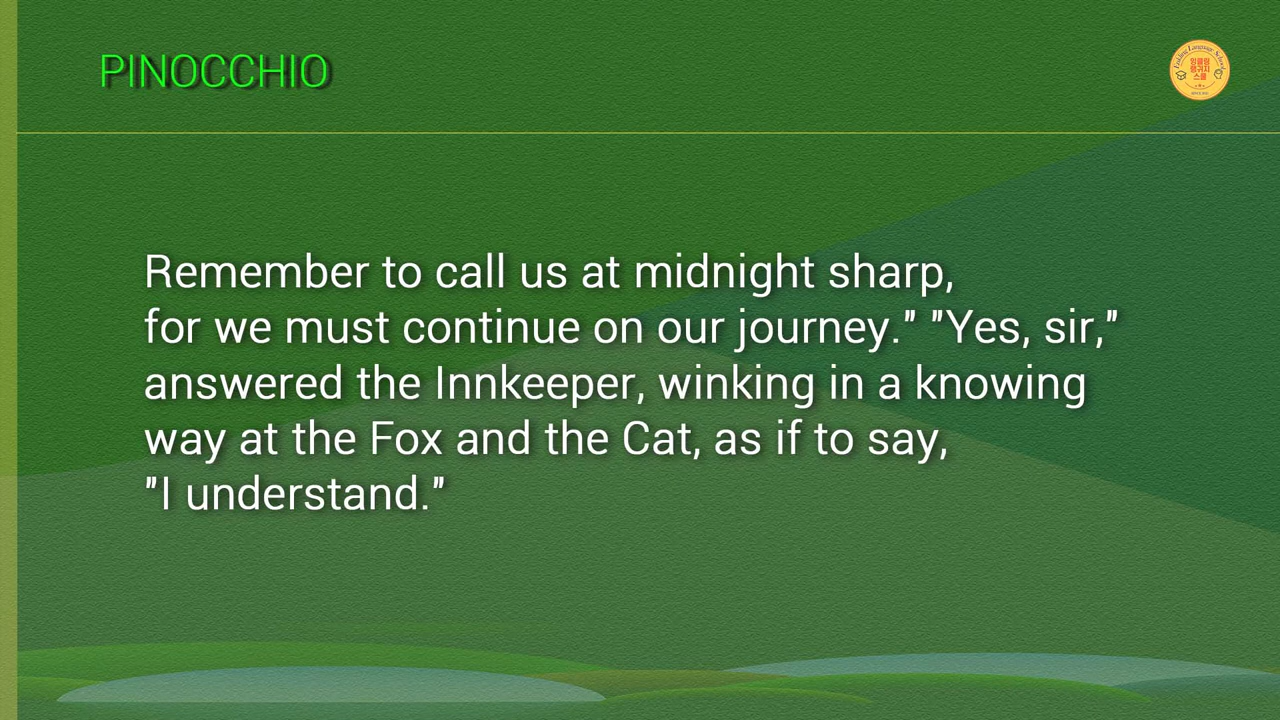 PINOCCHIO
Remember to call us at midnight sharp,
for we must continue on our journey." "Yes, sir,"
answered the Innkeeper, winking in a knowing
way at the Fox and the Cat, as if to say,
"I understand."